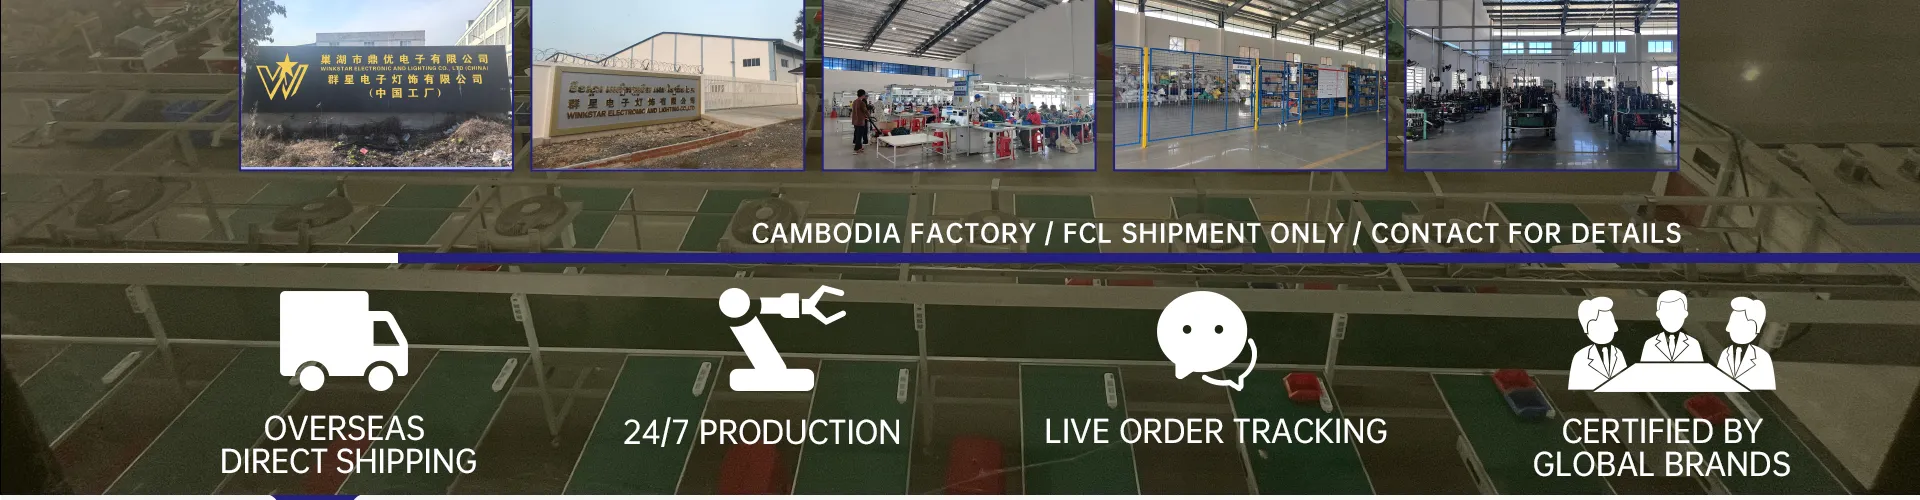 巢湖市鼎优电子有限公司
WINKSTAR ELECTRONIC AND LIGHTING CO., LTD (CHINA)
群星电子灯饰有限公司
(中国工厂)
群星电子灯饰有限公司
WINKSTAR ELECTRONIC AND LIGHTING CO.,LTD
CAMBODIA FACTORY / FCL SHIPMENT ONLY / CONTACT FOR DETAILS
OVERSEAS
DIRECT SHIPPING
24/7 PRODUCTION
LIVE ORDER TRACKING
CERTIFIED BY
GLOBAL BRANDS